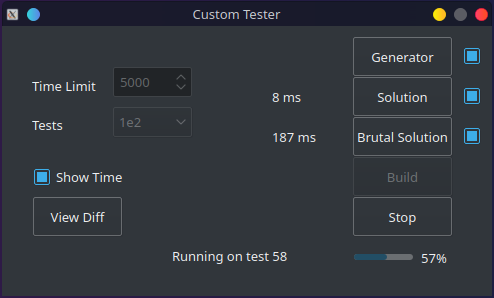 Custom Tester
Generator
Time Limit 5000
8 ms Solution
Tests 1e2
187 ms Brutal Solution
Show Time
Build
View Diff
Stop
Running on test 58
57%